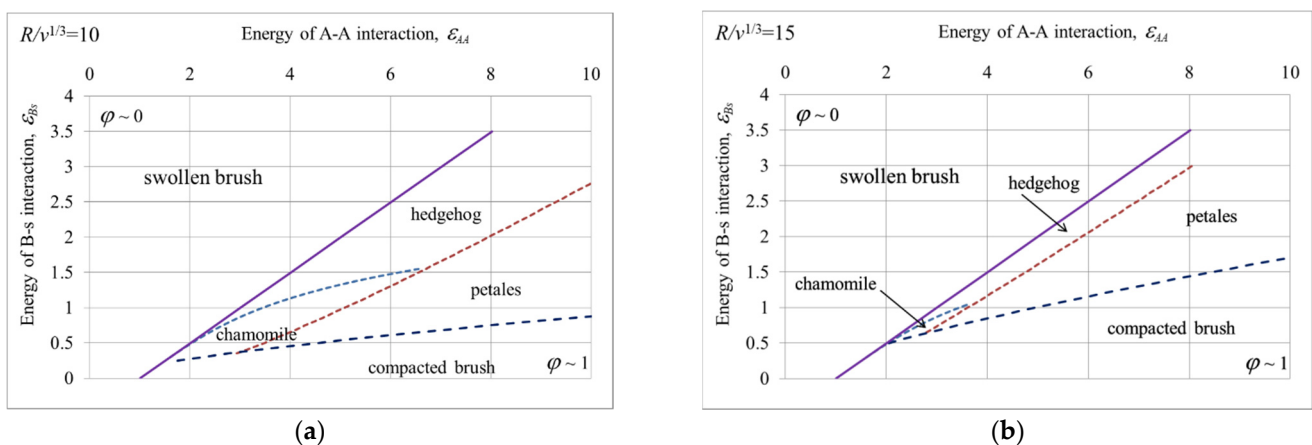 R/v1/3=10
Energy of A-A interaction, εAA
0 2 4 6 8 10
4
φ ~ 0
3.5
3
swollen brush
2.5
hedgehog
2
1.5
petales
1
chamomile
0.5
compacted brush
φ ~ 1
0
Energy of B-s interaction, εBs
(a)
R/v1/3=15
Energy of A-A interaction, εAA
0 2 4 6 8 10
4
φ ~ 0
3.5
3
swollen brush
hedgehog
2.5
petales
2
1.5
chamomile
1
compacted brush
0.5
φ ~ 1
0
Energy of B-s interaction, εBs
(b)